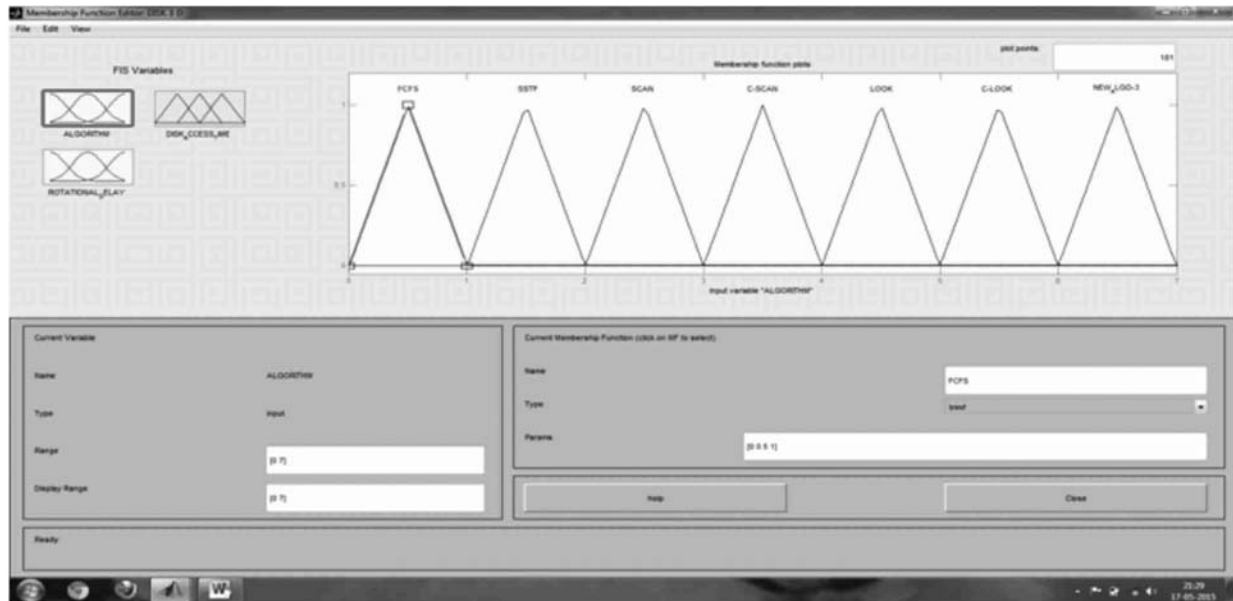 Membership Function Editor: DISK 3 D
File Edit View
FIS Variables
ALGORITHM
DISK_ACCESS_TIME
ROTATIONAL_DELAY
plot points:
181
Membership function plots
FCFS SSTF SCAN C-SCAN LOOK C-LOOK NEW_ALGO-3
1
0.5
0
0 1 2 3 4 5 6 7
input variable "ALGORITHM"
Current Variable
Name ALGORITHM
Type input
Range [0 7]
Display Range [0 7]
Current Membership Function (click on MF to select)
Name FCFS
Type trimf
Params [0 0.5 1]
Help Close
Ready
W
21:29
17-05-2015